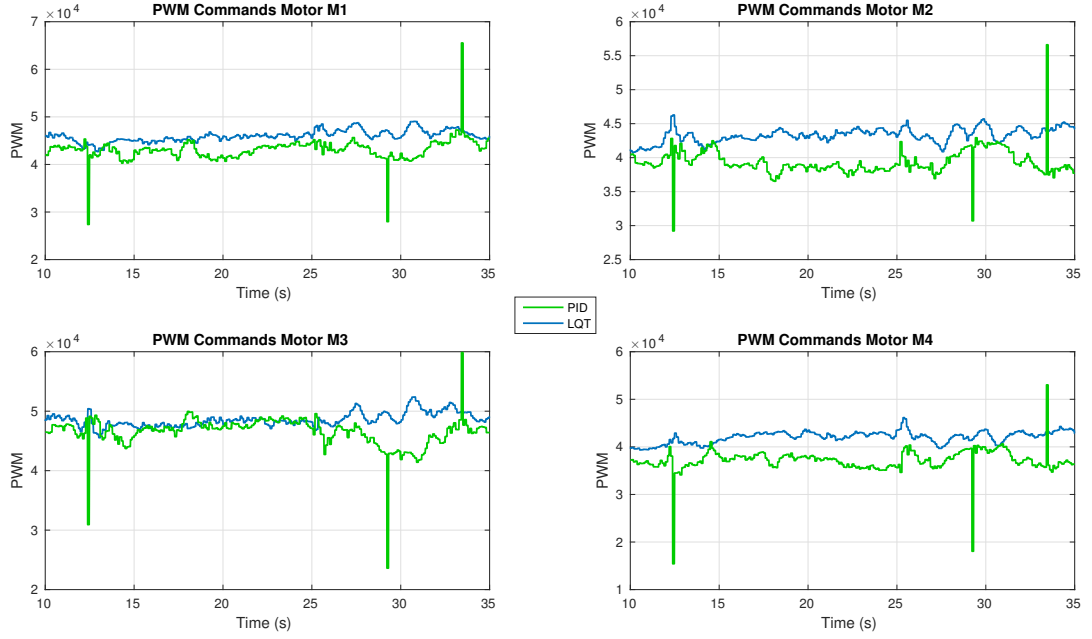 PWM Commands Motor M1
×10⁴
7
6
5
4
3
2
PWM
10 15 20 25 30 35
Time (s)
PWM Commands Motor M2
×10⁴
6
5.5
5
4.5
4
3.5
3
2.5
PWM
10 15 20 25 30 35
Time (s)
PID
LQT
PWM Commands Motor M3
×10⁴
6
5
4
3
2
PWM
10 15 20 25 30 35
Time (s)
PWM Commands Motor M4
×10⁴
6
5
4
3
2
1
PWM
10 15 20 25 30 35
Time (s)